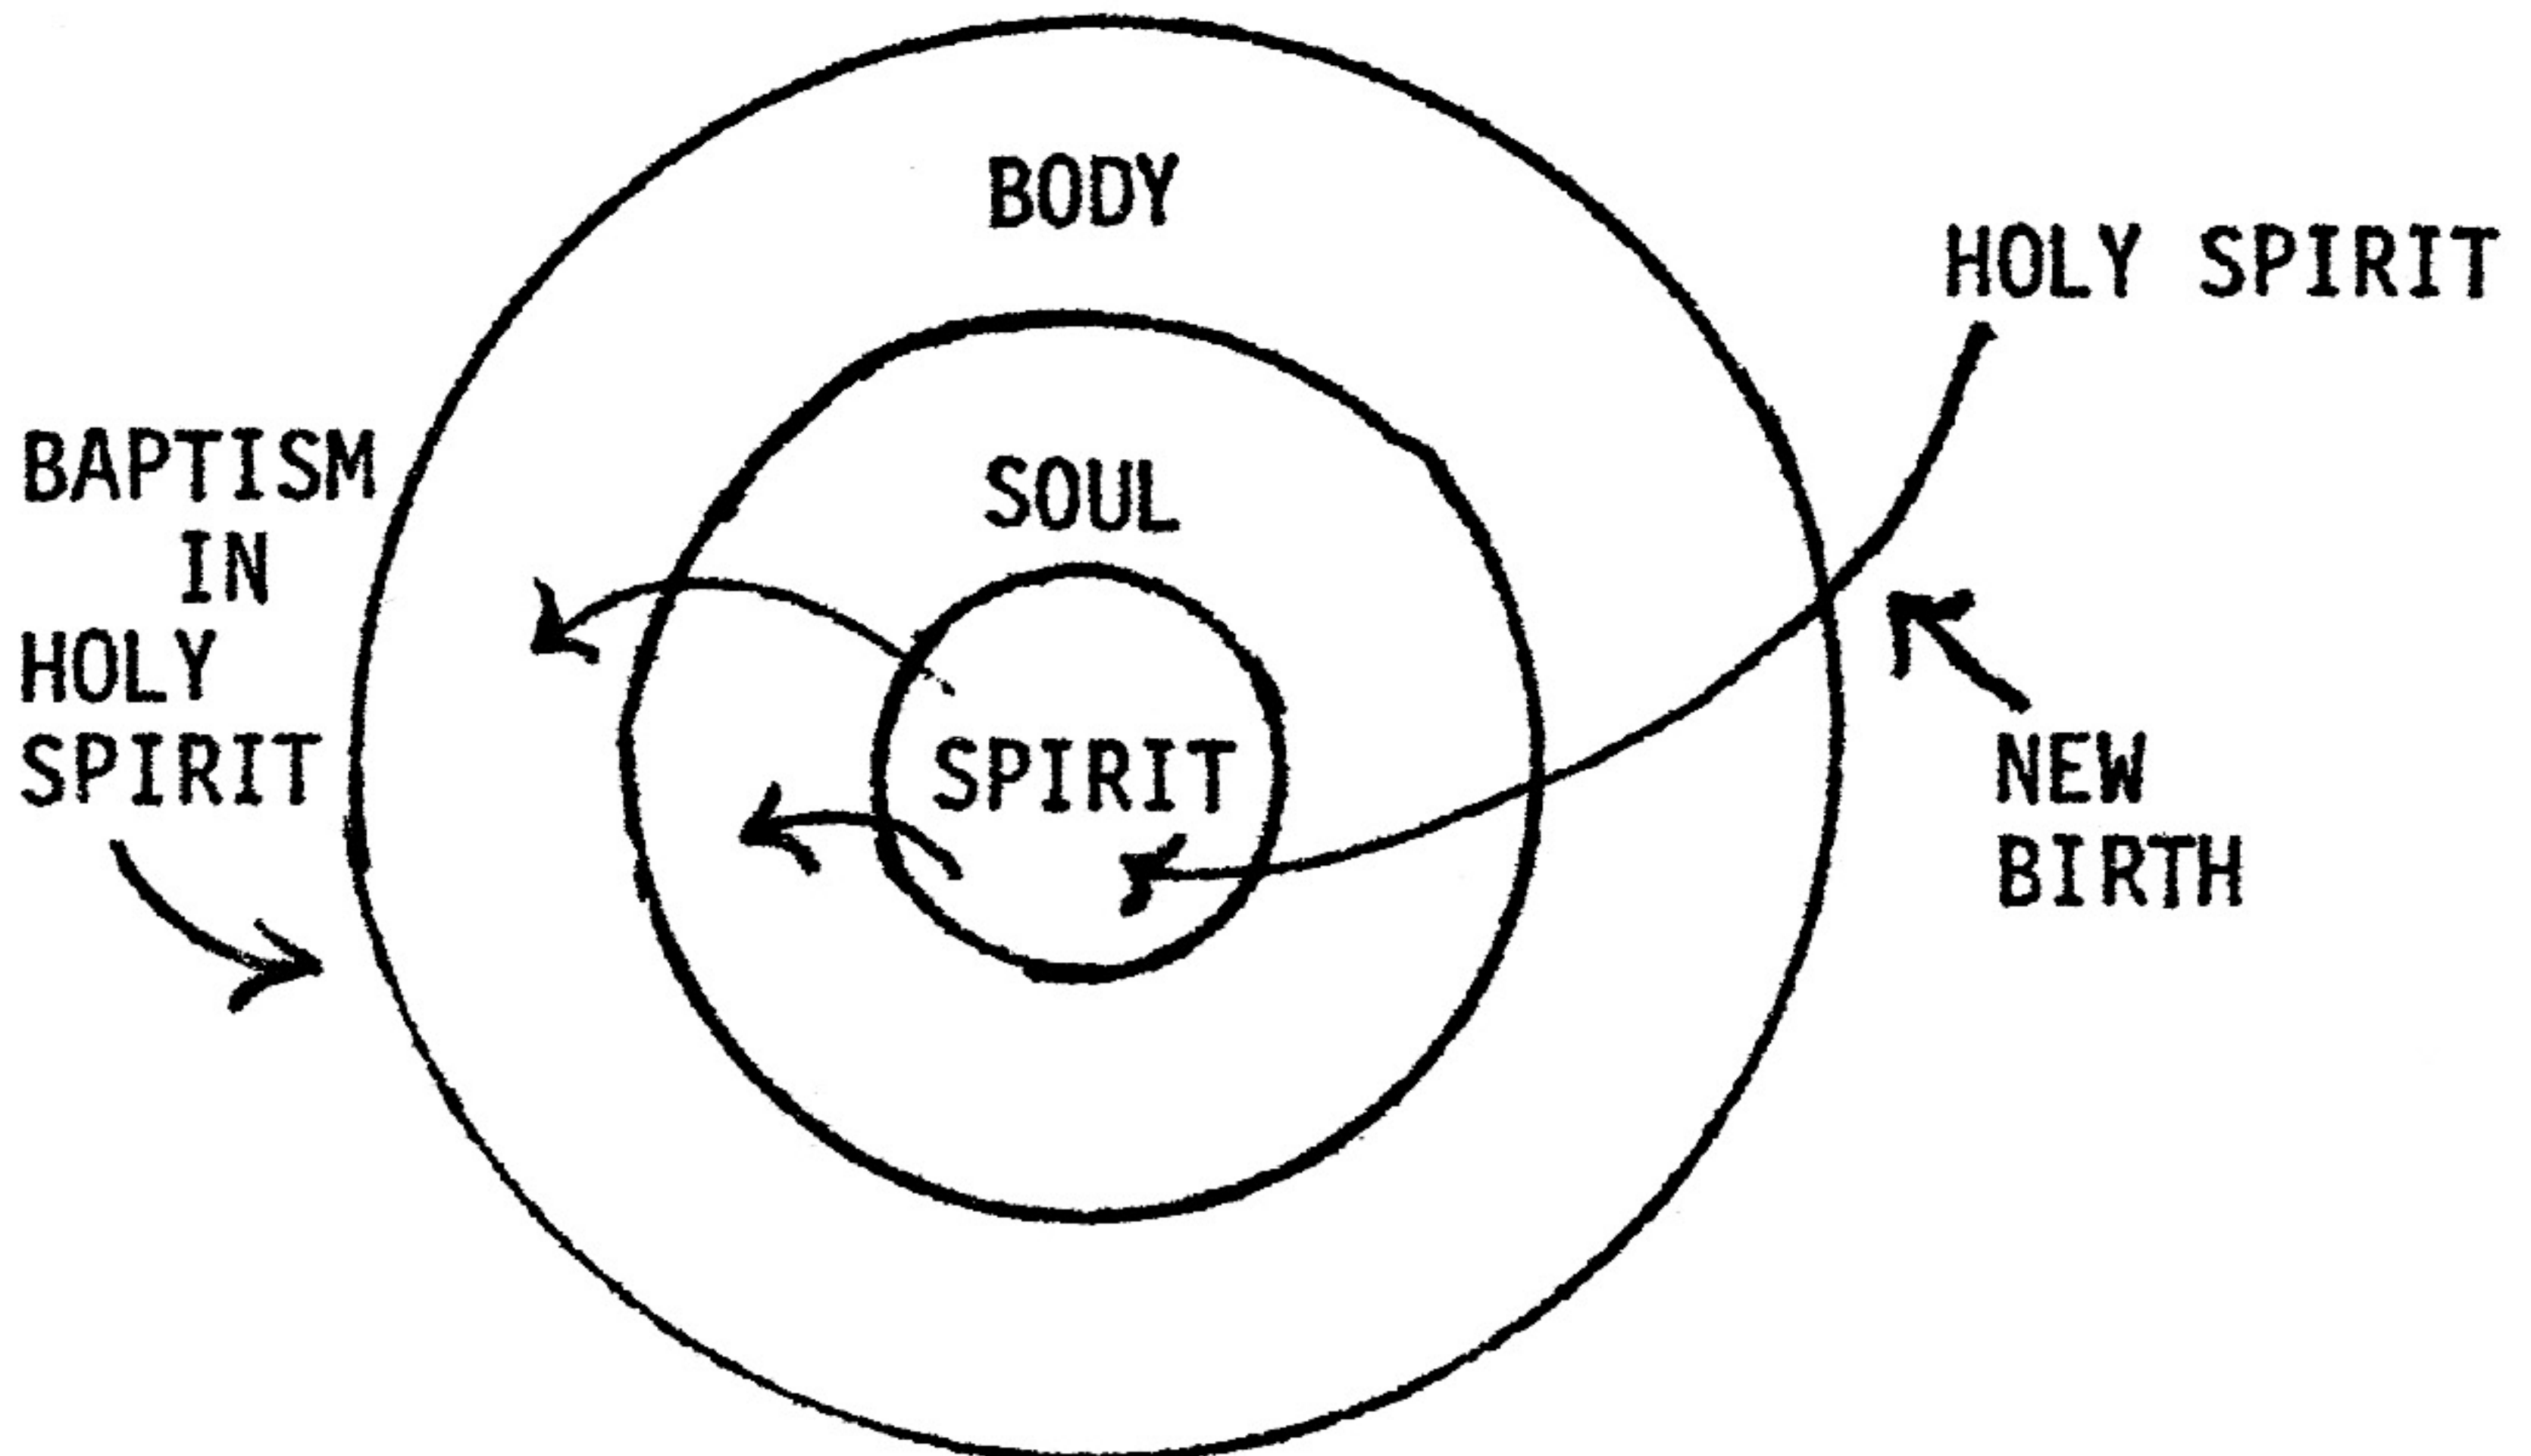 BODY
HOLY SPIRIT
BAPTISM
IN
HOLY
SPIRIT
SOUL
SPIRIT
NEW
BIRTH